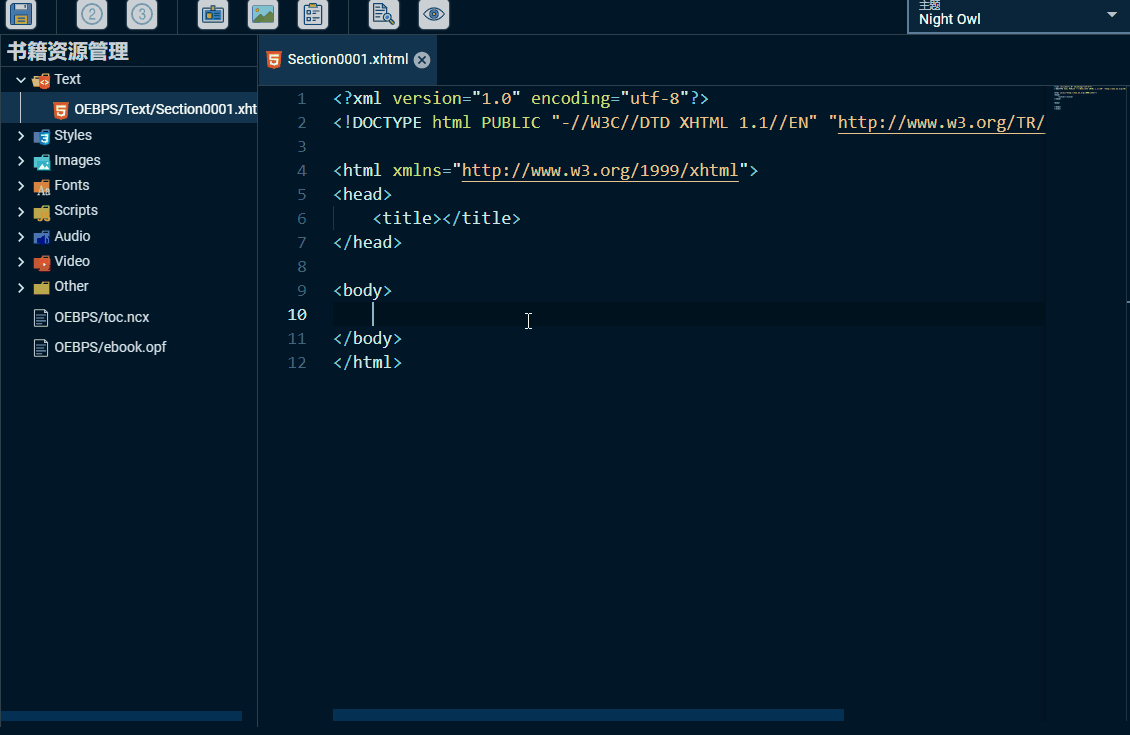 2
3
主题
Night Owl
书籍资源管理
Text
OEBPS/Text/Section0001.xht
Styles
Images
Fonts
Scripts
Audio
Video
Other
OEBPS/toc.ncx
OEBPS/ebook.opf
Section0001.xhtml
1 <?xml version="1.0" encoding="utf-8"?>
2 <!DOCTYPE html PUBLIC "-//W3C//DTD XHTML 1.1//EN" "http://www.w3.org/TR/
3
4 <html xmlns="http://www.w3.org/1999/xhtml">
5 <head>
6 <title></title>
7 </head>
8
9 <body>
10
11 </body>
12 </html>